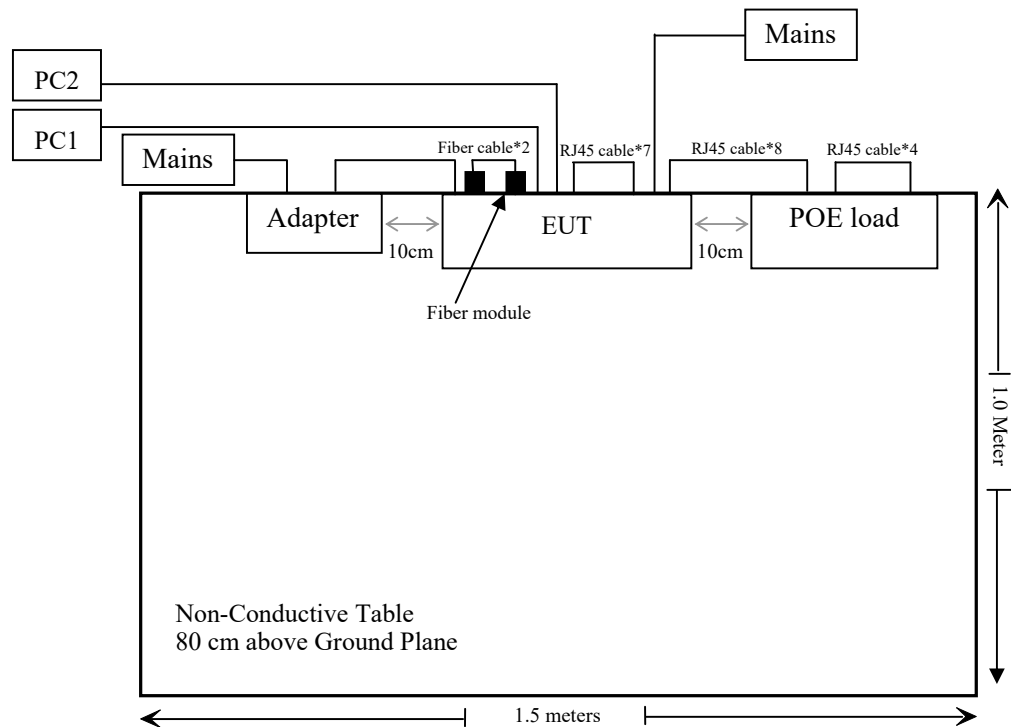 Mains
PC2
PC1
Mains
Fiber cable*2
RJ45 cable*7
RJ45 cable*8
RJ45 cable*4
Adapter
EUT
POE load
10cm
10cm
Fiber module
1.0 Meter
Non-Conductive Table
80 cm above Ground Plane
1.5 meters